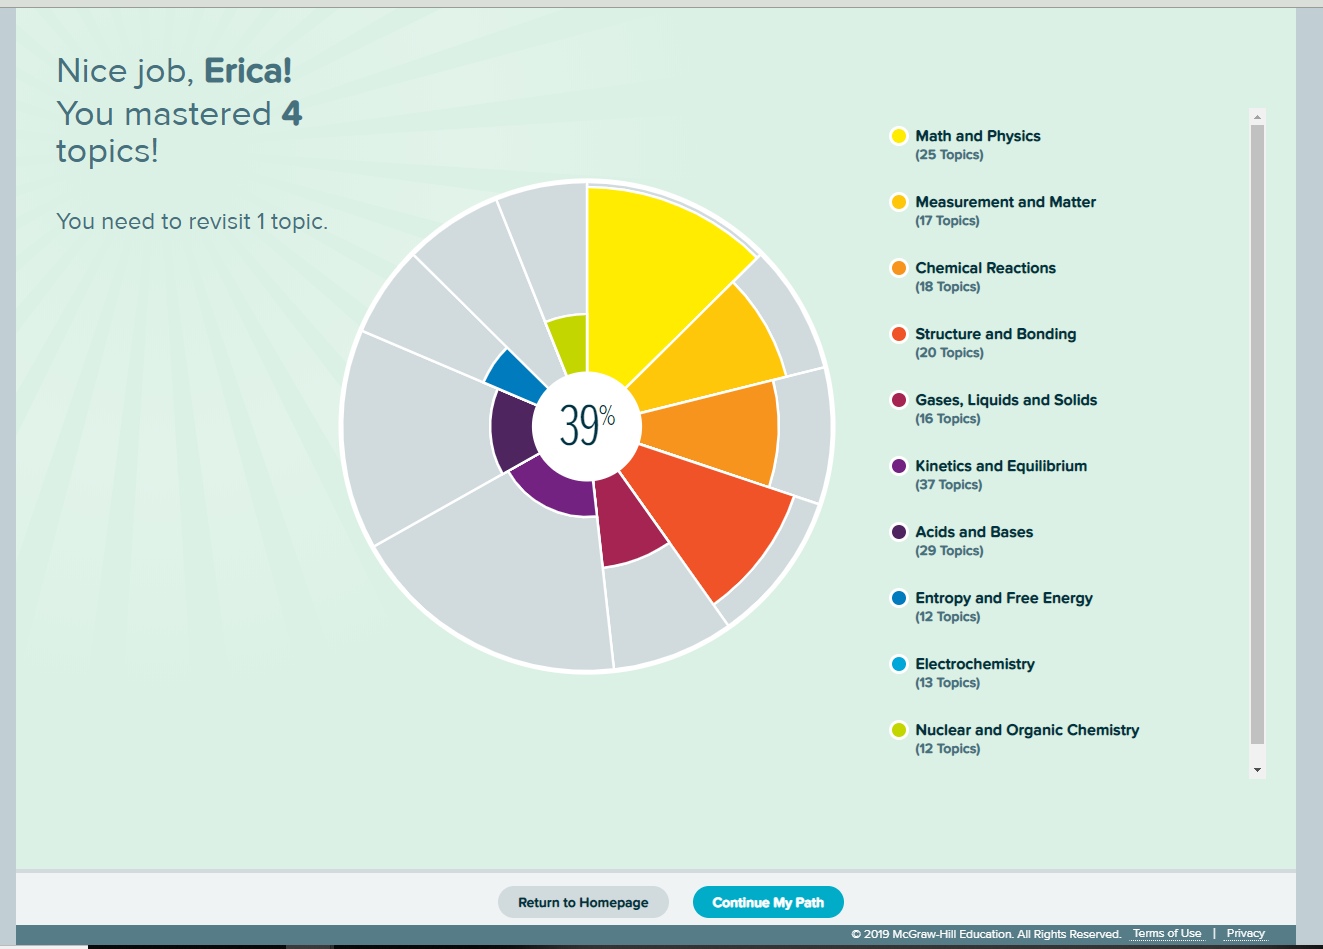 Nice job, Erica!
You mastered 4
topics!
You need to revisit 1 topic.
39%
Math and Physics
(25 Topics)
Measurement and Matter
(17 Topics)
Chemical Reactions
(18 Topics)
Structure and Bonding
(20 Topics)
Gases, Liquids and Solids
(16 Topics)
Kinetics and Equilibrium
(37 Topics)
Acids and Bases
(29 Topics)
Entropy and Free Energy
(12 Topics)
Electrochemistry
(13 Topics)
Nuclear and Organic Chemistry
(12 Topics)
Return to Homepage
Continue My Path
© 2019 McGraw-Hill Education. All Rights Reserved. Terms of Use | Privacy